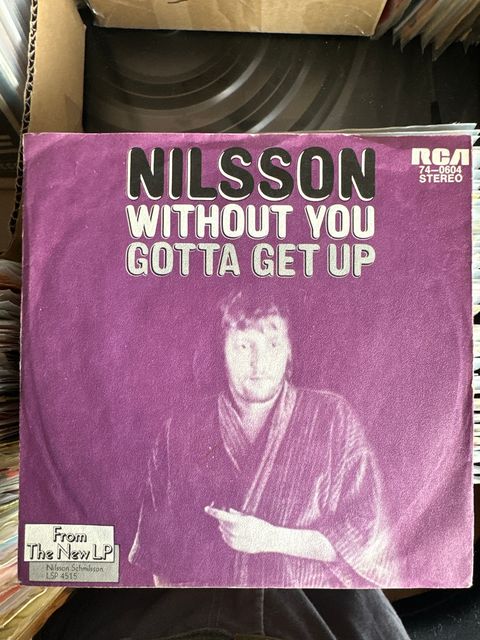 NILSSON
WITHOUT YOU
GOTTA GET UP
RCA
74-0604
STEREO
From
The New LP
Nilsson Schmilsson
LSP 4515